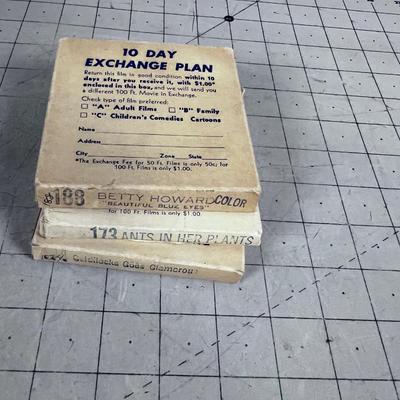 10 DAY
EXCHANGE PLAN
Return this film in good condition within 10
days after you receive it, with $1.00*
enclosed in this box, and we will send you
a different 100 Ft. Movie in Exchange.
Check type of film preferred:
"A" Adult Films "B" Family
"C" Children's Comedies Cartoons
Name
Address
City Zone State
*The Exchange Fee for 50 Ft. Films is only 50c; for
100 Ft. Films is only $1.00.
#188 BETTY HOWARD COLOR
"BEAUTIFUL BLUE EYES"
for 100 Ft. Films is only $1.00.
173 ANTS IN HER PLANTS
Goldilocks Goes Glamorous